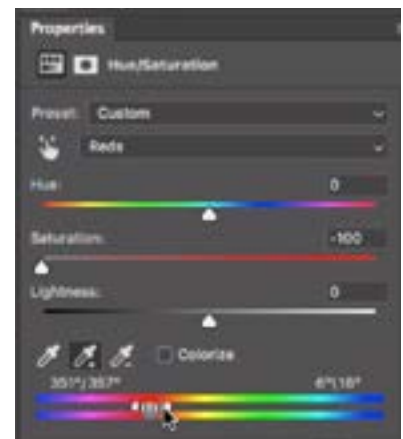 Properties
Hue/Saturation
Preset: Custom
Reds
Hue: 0
Saturation: -100
Lightness: 0
Colorize
351°/357° 6°\16°